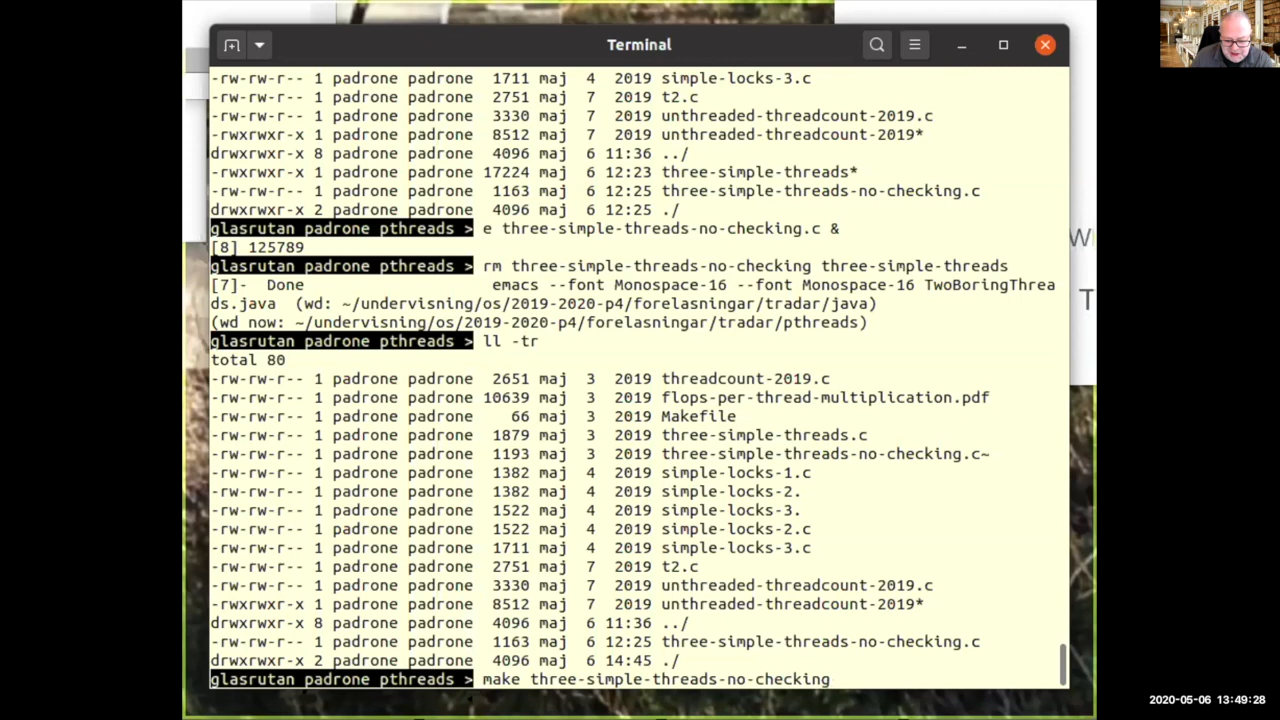 Terminal
-rw-rw-r-- 1 padrone padrone  1711 maj  4  2019 simple-locks-3.c
-rw-rw-r-- 1 padrone padrone  2751 maj  7  2019 t2.c
-rw-rw-r-- 1 padrone padrone  3330 maj  7  2019 unthreaded-threadcount-2019.c
-rwxrwxr-x 1 padrone padrone  8512 maj  7  2019 unthreaded-threadcount-2019*
drwxrwxr-x 8 padrone padrone  4096 maj  6 11:36 ../
-rwxrwxr-x 1 padrone padrone 17224 maj  6 12:23 three-simple-threads*
-rw-rw-r-- 1 padrone padrone  1163 maj  6 12:25 three-simple-threads-no-checking.c
drwxrwxr-x 2 padrone padrone  4096 maj  6 12:25 ./
glasrutan padrone pthreads > e three-simple-threads-no-checking.c &
[8] 125789
glasrutan padrone pthreads > rm three-simple-threads-no-checking three-simple-threads
[7]-  Done                    emacs --font Monospace-16 --font Monospace-16 TwoBoringThrea
ds.java  (wd: ~/undervisning/os/2019-2020-p4/forelasningar/tradar/java)
(wd now: ~/undervisning/os/2019-2020-p4/forelasningar/tradar/pthreads)
glasrutan padrone pthreads > ll -tr
total 80
-rw-rw-r-- 1 padrone padrone  2651 maj  3  2019 threadcount-2019.c
-rw-rw-r-- 1 padrone padrone 10639 maj  3  2019 flops-per-thread-multiplication.pdf
-rw-rw-r-- 1 padrone padrone    66 maj  3  2019 Makefile
-rw-rw-r-- 1 padrone padrone  1879 maj  3  2019 three-simple-threads.c
-rw-rw-r-- 1 padrone padrone  1193 maj  3  2019 three-simple-threads-no-checking.c~
-rw-rw-r-- 1 padrone padrone  1382 maj  4  2019 simple-locks-1.c
-rw-rw-r-- 1 padrone padrone  1382 maj  4  2019 simple-locks-2.
-rw-rw-r-- 1 padrone padrone  1522 maj  4  2019 simple-locks-3.
-rw-rw-r-- 1 padrone padrone  1522 maj  4  2019 simple-locks-2.c
-rw-rw-r-- 1 padrone padrone  1711 maj  4  2019 simple-locks-3.c
-rw-rw-r-- 1 padrone padrone  2751 maj  7  2019 t2.c
-rw-rw-r-- 1 padrone padrone  3330 maj  7  2019 unthreaded-threadcount-2019.c
-rwxrwxr-x 1 padrone padrone  8512 maj  7  2019 unthreaded-threadcount-2019*
drwxrwxr-x 8 padrone padrone  4096 maj  6 11:36 ../
-rw-rw-r-- 1 padrone padrone  1163 maj  6 12:25 three-simple-threads-no-checking.c
drwxrwxr-x 2 padrone padrone  4096 maj  6 14:45 ./
glasrutan padrone pthreads > make three-simple-threads-no-checking
2020-05-06 13:49:28